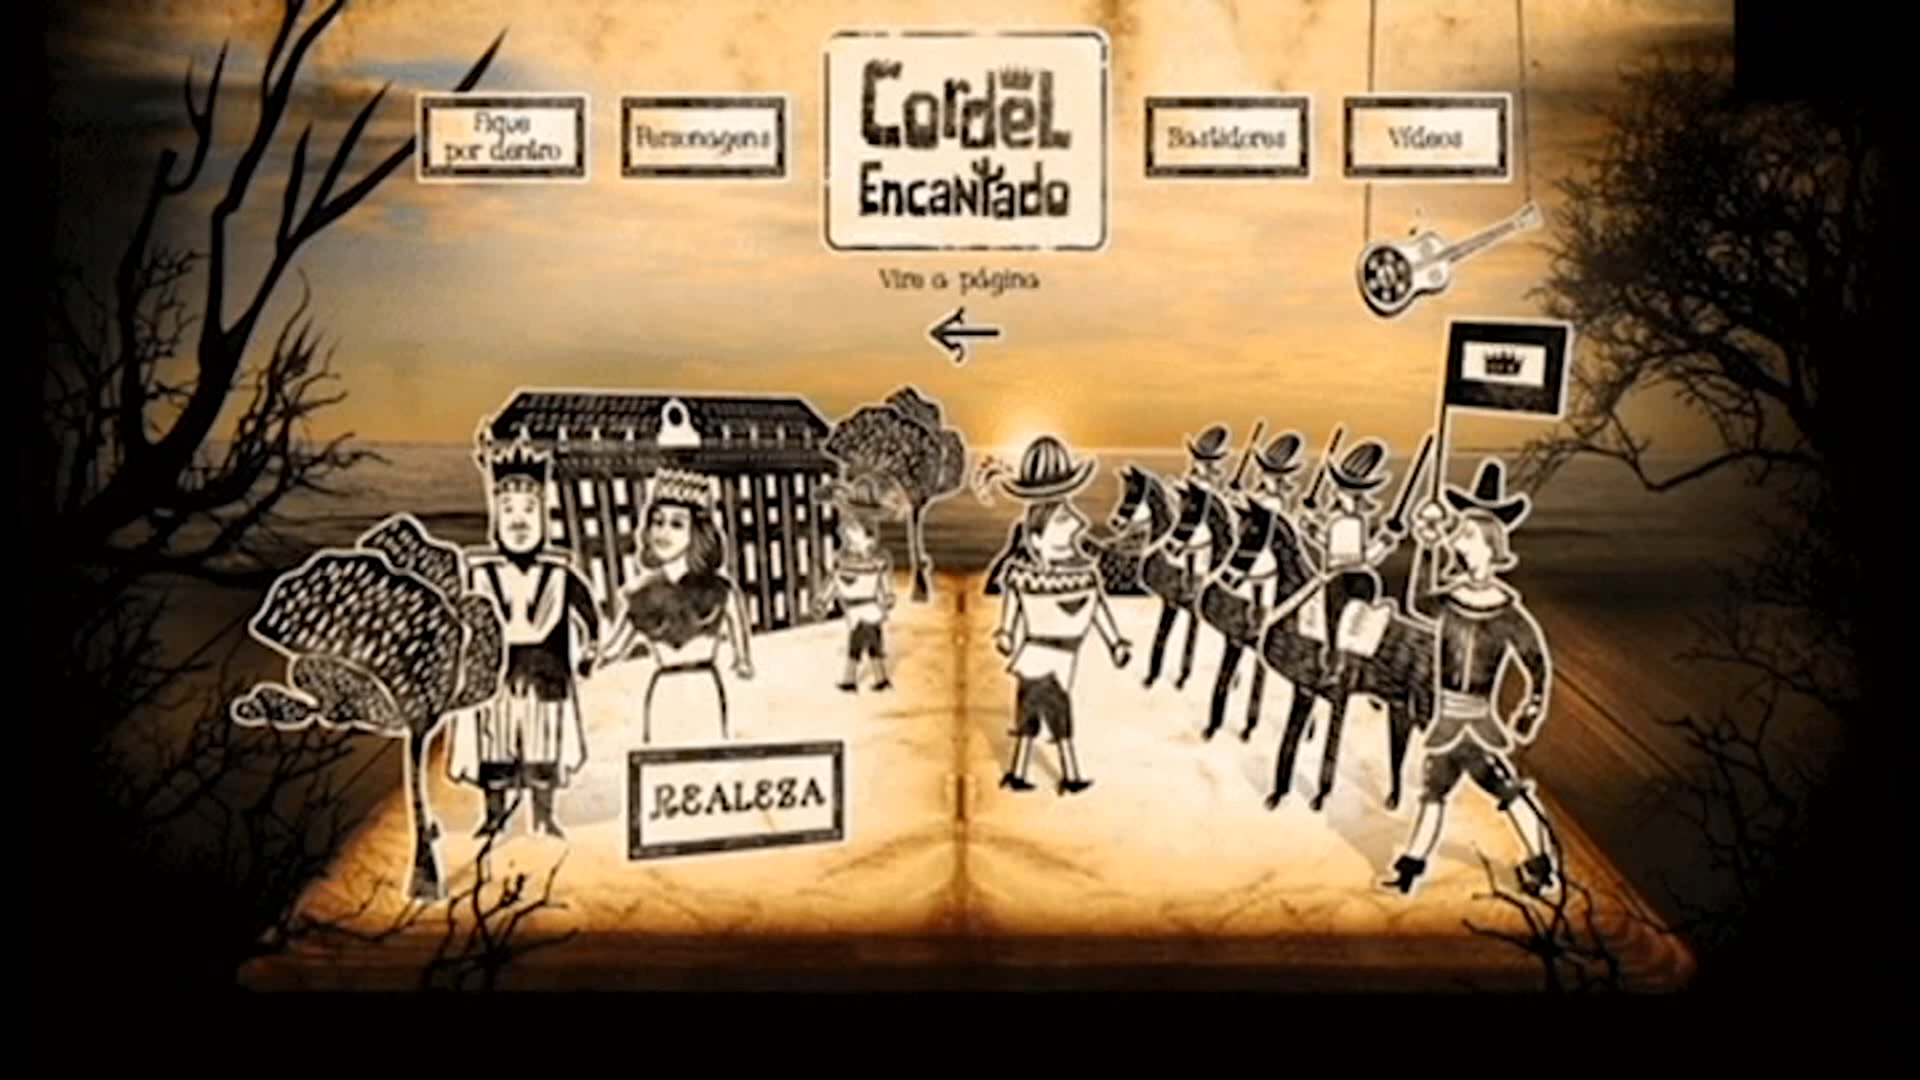 Fique
por dentro
Personagens
Cordel
Encantado
Bastidores
Vídeos
Vire a página
REALEZA